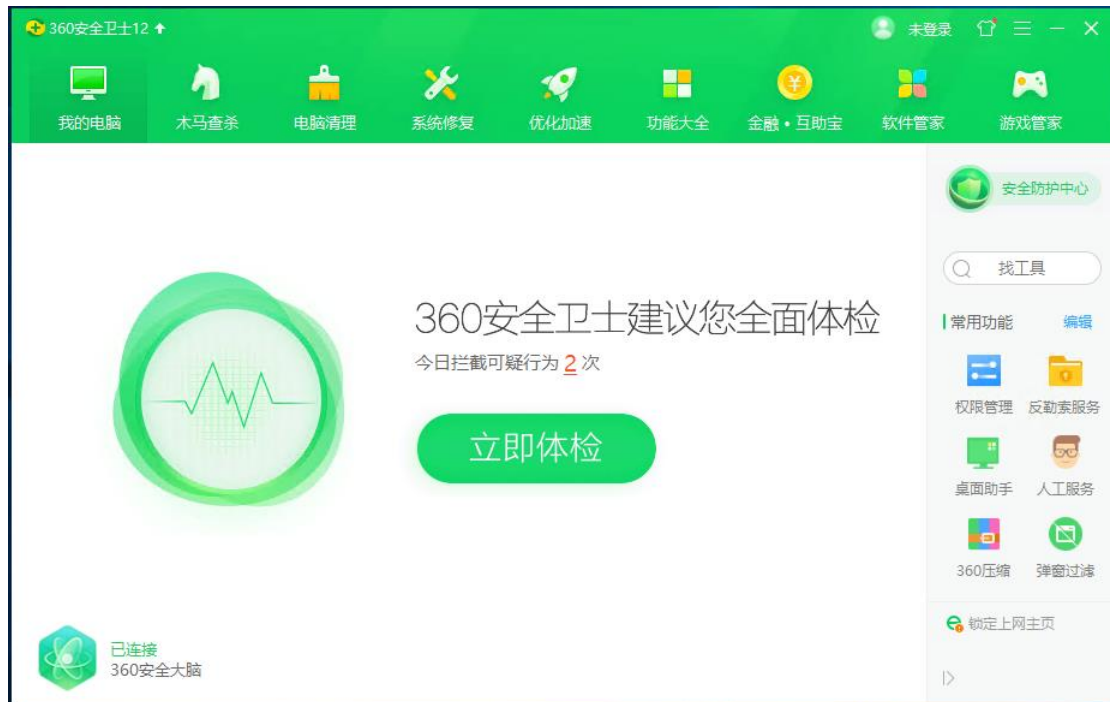 360安全卫士12
未登录
我的电脑 木马查杀 电脑清理 系统修复 优化加速 功能大全 金融·互助宝 软件管家 游戏管家
安全防护中心
找工具
360安全卫士建议您全面体检
今日拦截可疑行为 2 次
立即体检
常用功能 编辑
权限管理 反勒索服务
桌面助手 人工服务
360压缩 弹窗过滤
锁定上网主页
已连接
360安全大脑